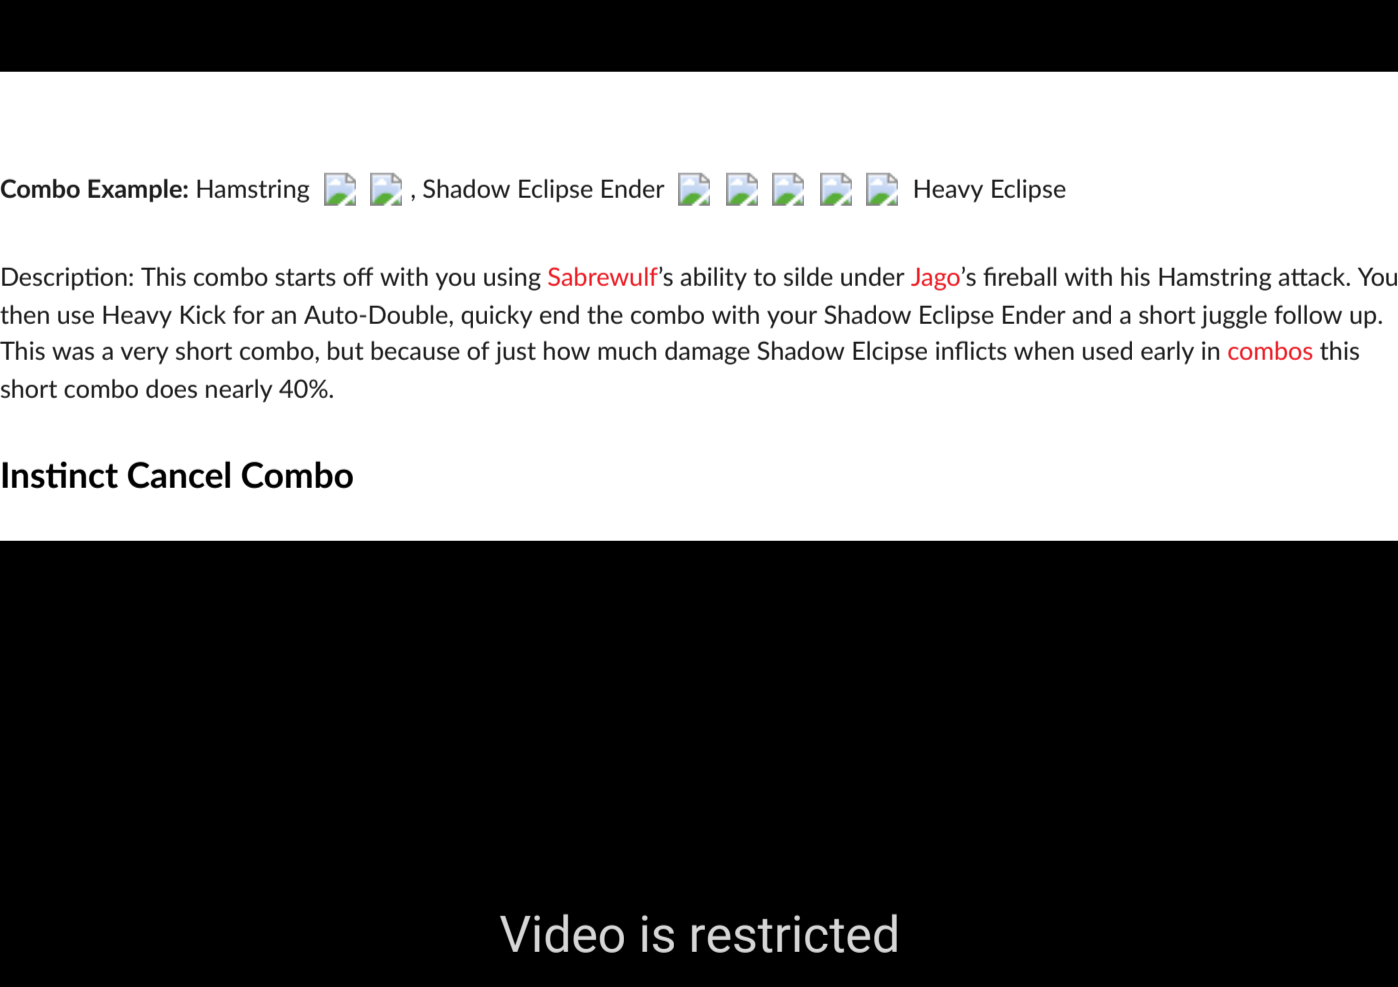 Combo Example: Hamstring , Shadow Eclipse Ender Heavy Eclipse
Description: This combo starts off with you using Sabrewulf’s ability to silde under Jago’s fireball with his Hamstring attack. You
then use Heavy Kick for an Auto-Double, quicky end the combo with your Shadow Eclipse Ender and a short juggle follow up.
This was a very short combo, but because of just how much damage Shadow Elcipse inflicts when used early in combos this
short combo does nearly 40%.
Instinct Cancel Combo
Video is restricted